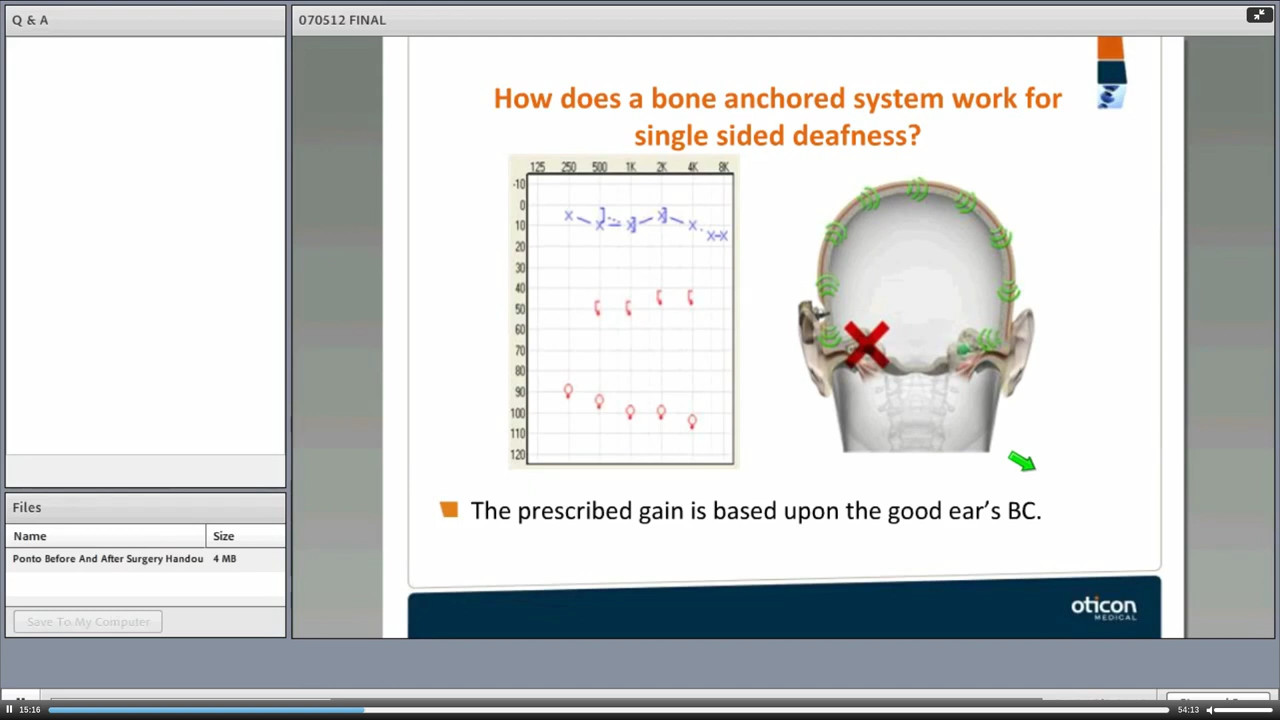 Q & A
070512 FINAL
How does a bone anchored system work for
single sided deafness?
125 250 500 1K 2K 4K 8K
-10
0
10
20
30
40
50
60
70
80
90
100
110
120
The prescribed gain is based upon the good ear's BC.
Files
Name Size
Ponto Before And After Surgery Handou 4 MB
Save To My Computer
oticon
MEDICAL
15:16
54:13